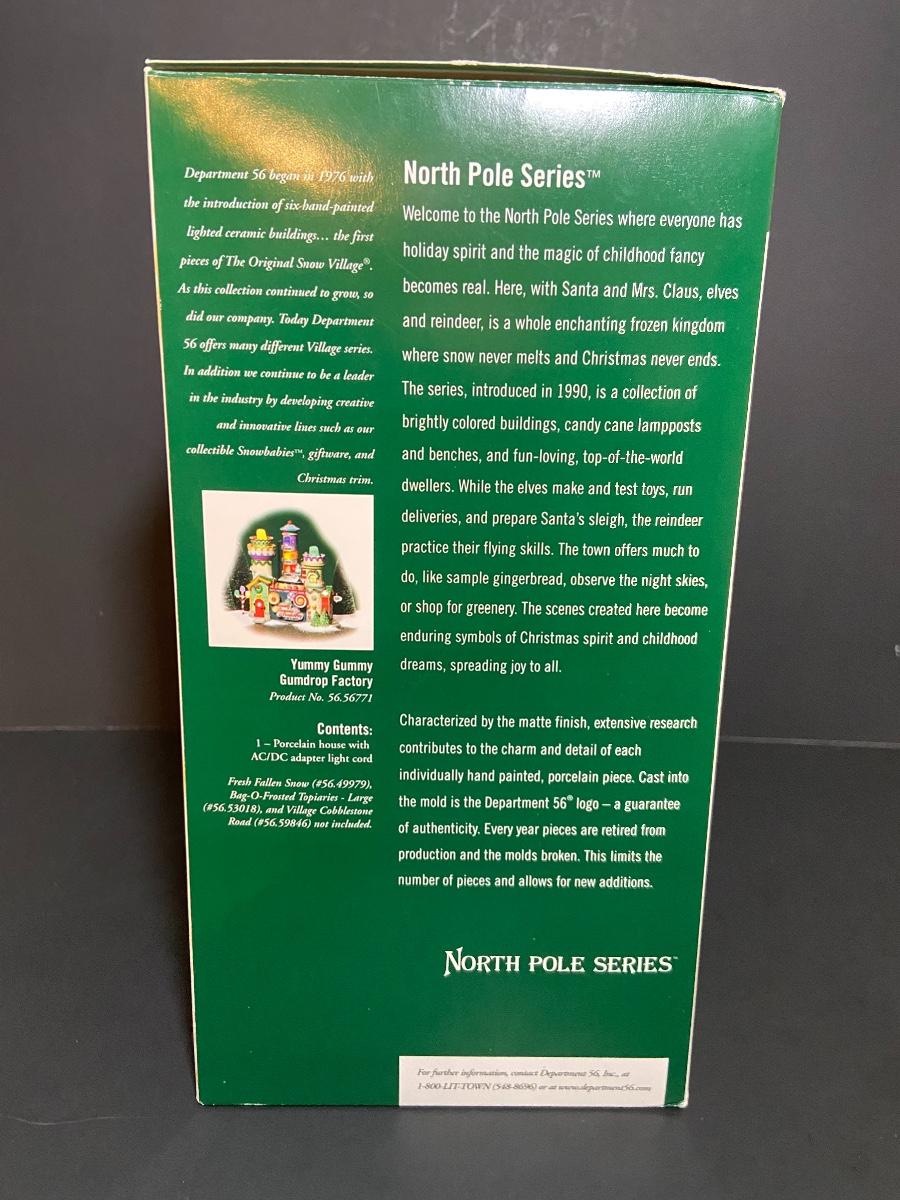 Department 56 began in 1976 with
the introduction of six hand-painted
lighted ceramic buildings... the first
pieces of The Original Snow Village®.
As this collection continued to grow, so
did our company. Today Department
56 offers many different Village series.
In addition we continue to be a leader
in the industry by developing creative
and innovative lines such as our
collectible Snowbabies™, giftware, and
Christmas trim.
Yummy Gummy
Gumdrop Factory
Product No. 56.56771
Contents:
1 – Porcelain house with
AC/DC adapter light cord
Fresh Fallen Snow (#56.49979),
Bag-O-Frosted Topiaries - Large
(#56.53018), and Village Cobblestone
Road (#56.59846) not included.
North Pole Series™
Welcome to the North Pole Series where everyone has
holiday spirit and the magic of childhood fancy
becomes real. Here, with Santa and Mrs. Claus, elves
and reindeer, is a whole enchanting frozen kingdom
where snow never melts and Christmas never ends.
The series, introduced in 1990, is a collection of
brightly colored buildings, candy cane lampposts
and benches, and fun-loving, top-of-the-world
dwellers. While the elves make and test toys, run
deliveries, and prepare Santa's sleigh, the reindeer
practice their flying skills. The town offers much to
do, like sample gingerbread, observe the night skies,
or shop for greenery. The scenes created here become
enduring symbols of Christmas spirit and childhood
dreams, spreading joy to all.
Characterized by the matte finish, extensive research
contributes to the charm and detail of each
individually hand painted, porcelain piece. Cast into
the mold is the Department 56® logo – a guarantee
of authenticity. Every year pieces are retired from
production and the molds broken. This limits the
number of pieces and allows for new additions.
NORTH POLE SERIES™
For further information, contact Department 56, Inc., at
1-800-LIT-TOWN (548-8696) or at www.department56.com